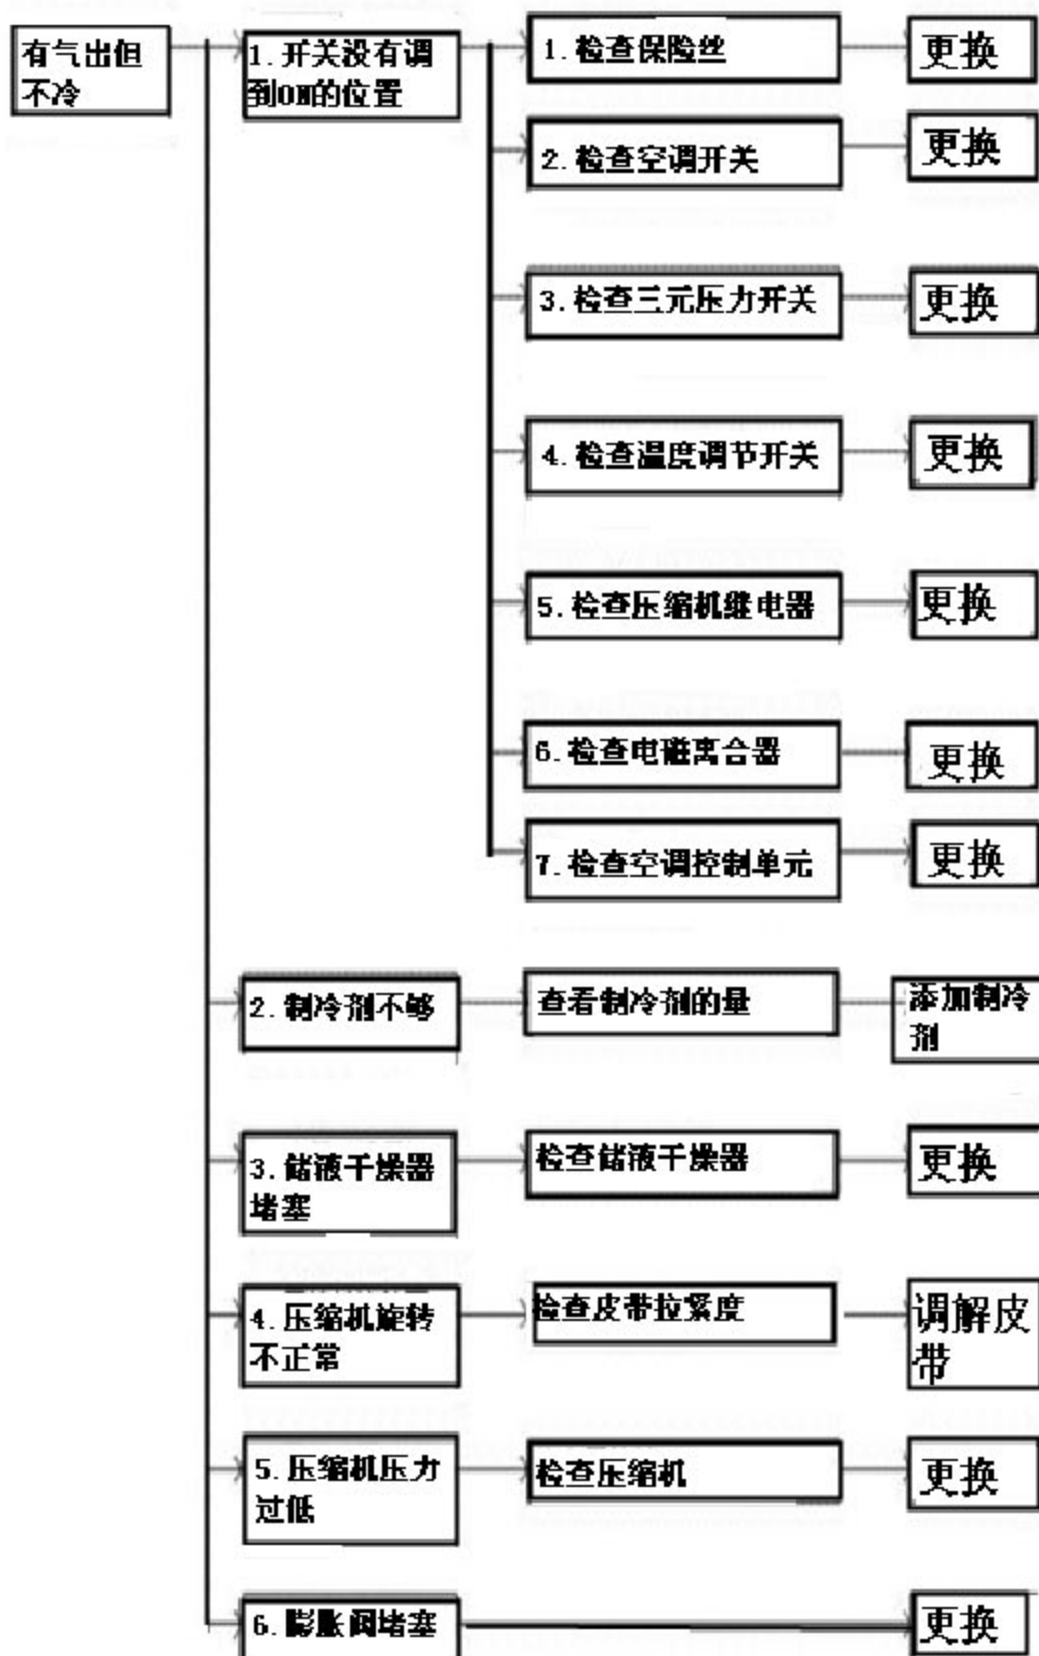 有气出但
不冷
1. 开关没有调
到ON的位置
1. 检查保险丝
更换
2. 检查空调开关
更换
3. 检查三元压力开关
更换
4. 检查温度调节开关
更换
5. 检查压缩机继电器
更换
6. 检查电磁离合器
更换
7. 检查空调控制单元
更换
2. 制冷剂不够
查看制冷剂的量
添加制冷
剂
3. 储液干燥器
堵塞
检查储液干燥器
更换
4. 压缩机旋转
不正常
检查皮带拉紧度
调解皮
带
5. 压缩机压力
过低
检查压缩机
更换
6. 膨胀阀堵塞
更换